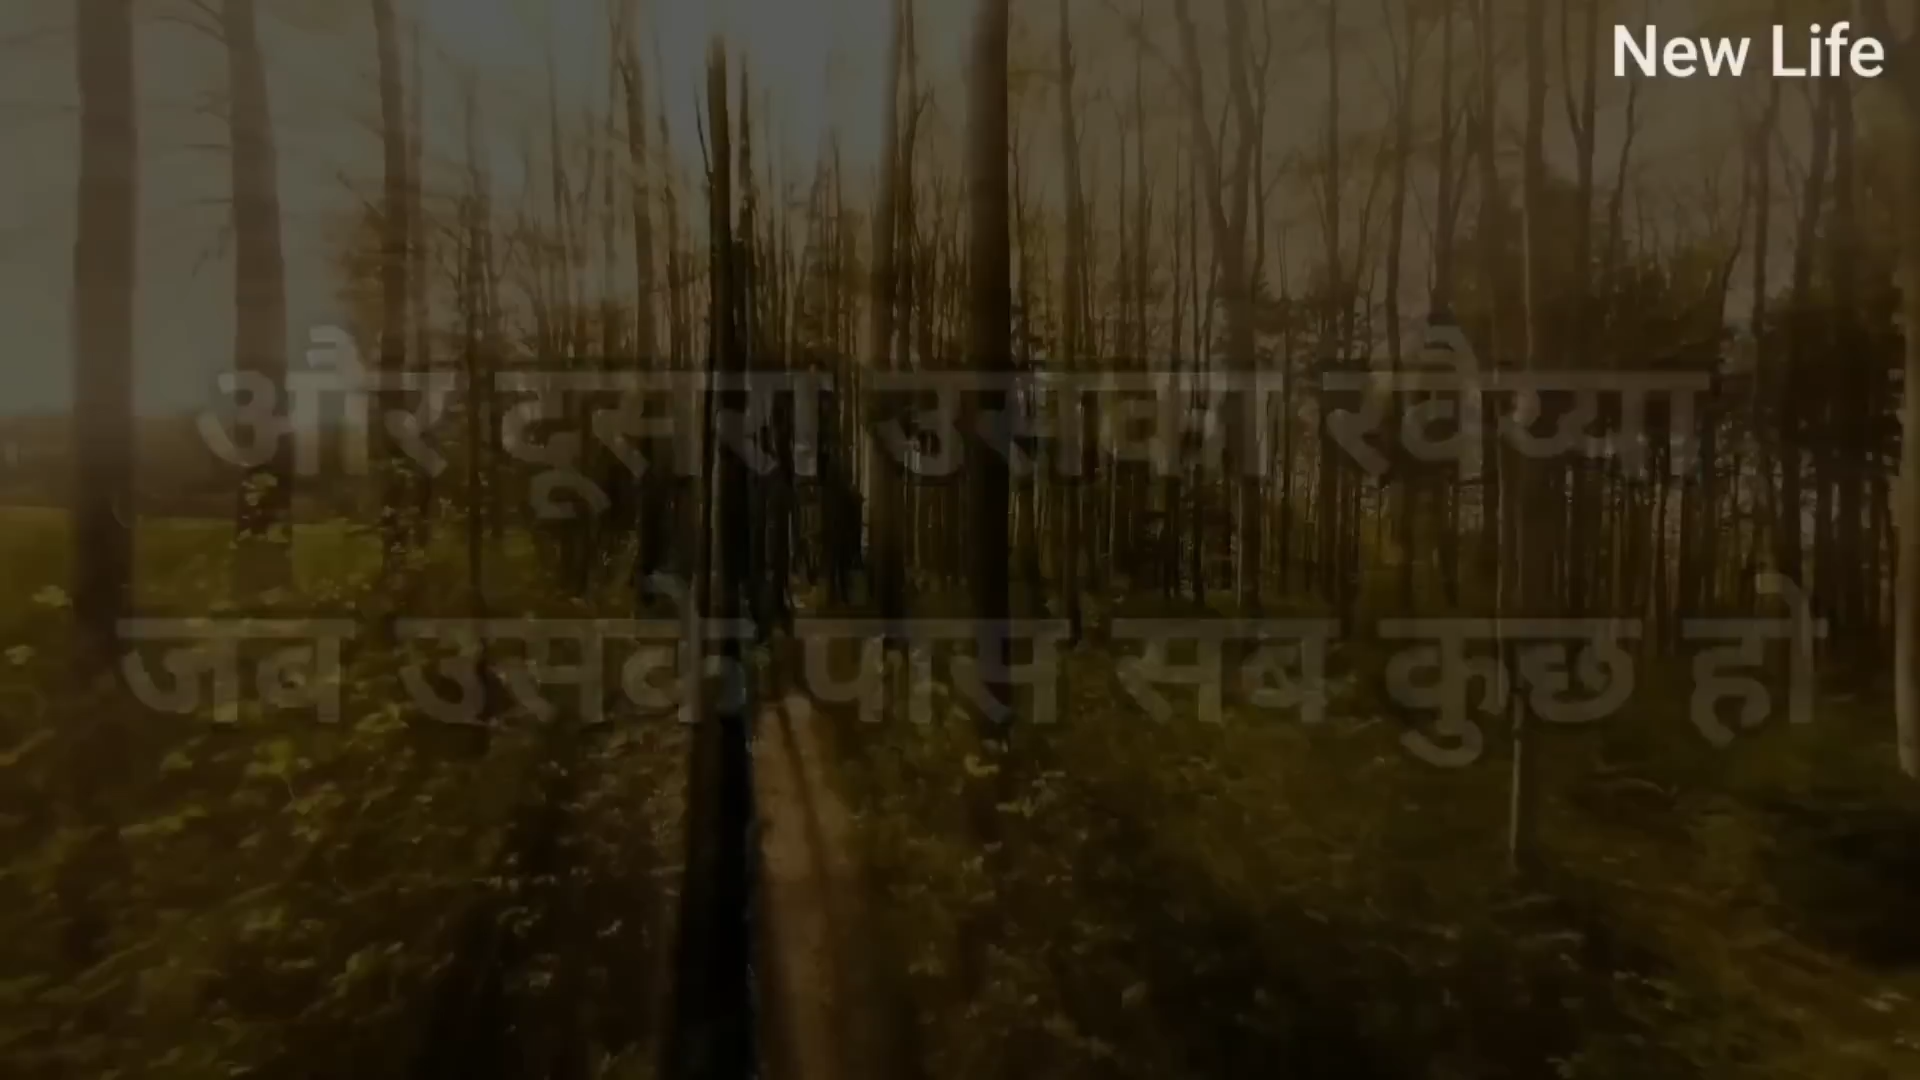 New Life
और दूसरा उसका रवैय्या
जब उसके पास सब कुछ हो